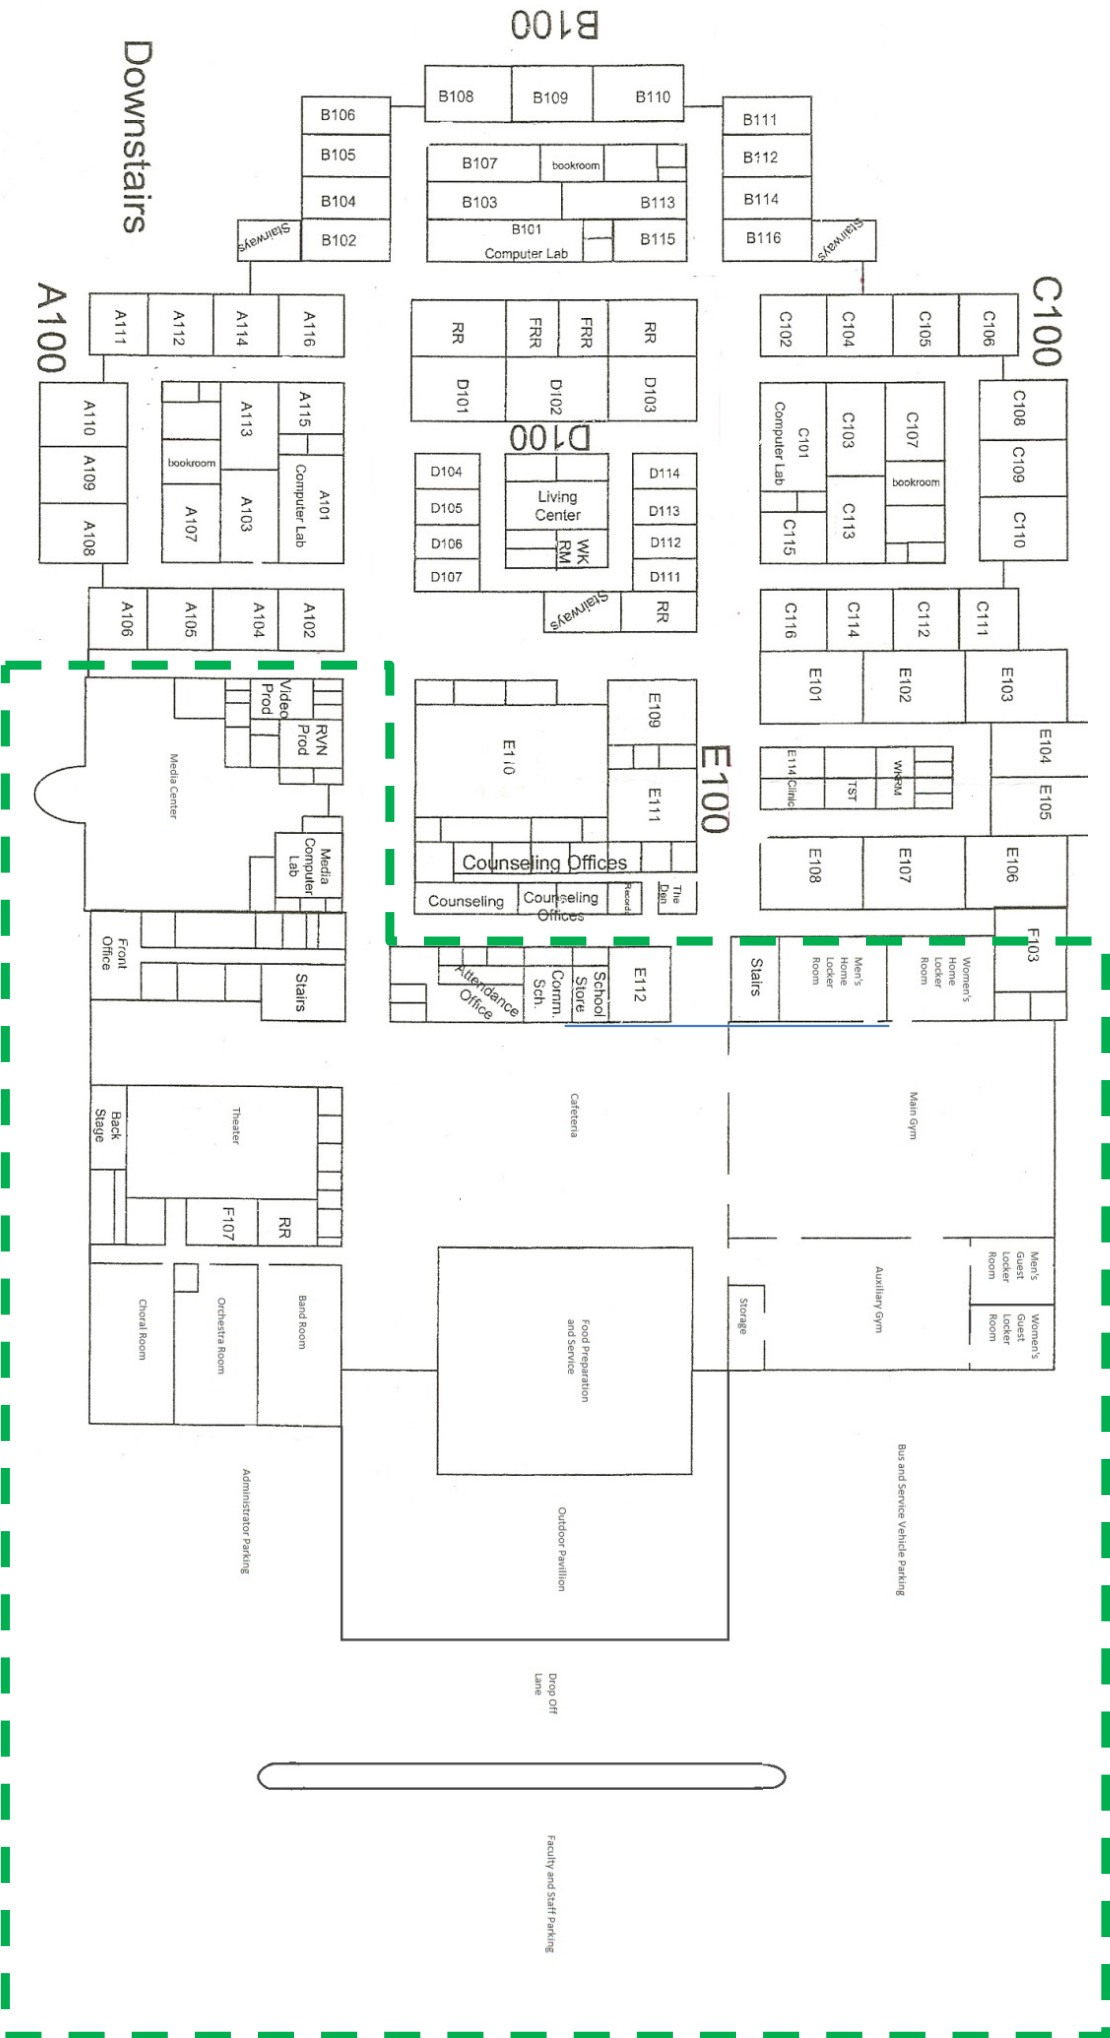 B100
Downstairs
B108
B109
B110
B106
B111
B105
B107
bookroom
B112
B104
B103
B113
B114
B102
B101
Computer Lab
B115
B116
Stairways
Stairways
A100
C100
A111
A112
A114
A116
RR
FRR
FRR
RR
C102
C104
C105
C106
D101
D102
D103
D100
A110
A109
A108
bookroom
A107
A113
A103
A115
A101
Computer Lab
D104
D105
D106
D107
Living
Center
WK
RM
D114
D113
D112
D111
Stairways
RR
C101
Computer Lab
C115
C103
C113
C107
bookroom
C108
C109
C110
A106
A105
A104
A102
C116
C114
C112
C111
E101
E102
E103
Video
Prod
RVN
Prod
Media Center
Media
Computer
Lab
E110
E109
E111
E100
E114 Clinic
TST
WKRM
E104
E105
E108
E107
E106
Counseling Offices
Counseling
Counseling
Offices
Records
The
Den
Front
Office
Stairs
Attendance
Office
Comm.
Sch.
School
Store
E112
Stairs
Men's
Home
Locker
Room
Women's
Home
Locker
Room
F103
Theater
Back
Stage
Cafeteria
Main Gym
F107
RR
Choral Room
Orchestra Room
Band Room
Food Preparation
and Service
Storage
Auxiliary Gym
Men's
Guest
Locker
Room
Women's
Guest
Locker
Room
Administrator Parking
Outdoor Pavillion
Bus and Service Vehicle Parking
Drop Off
Lane
Faculty and Staff Parking